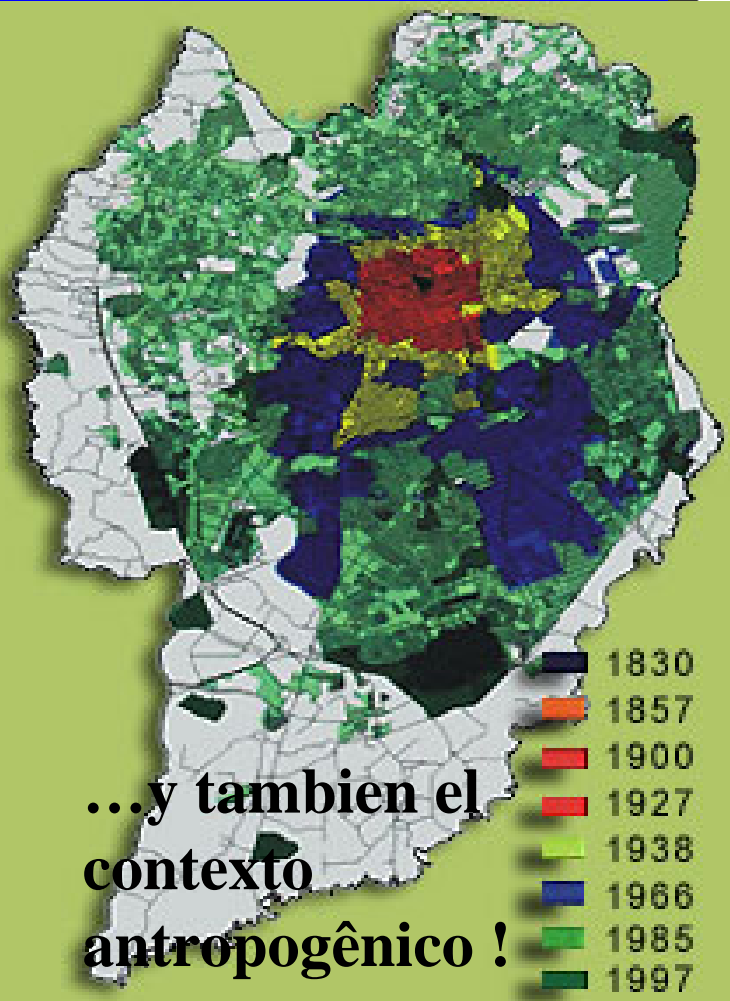 1830
1857
1900
1927
1938
1966
1985
1997
…y tambien el
contexto
antropogênico !